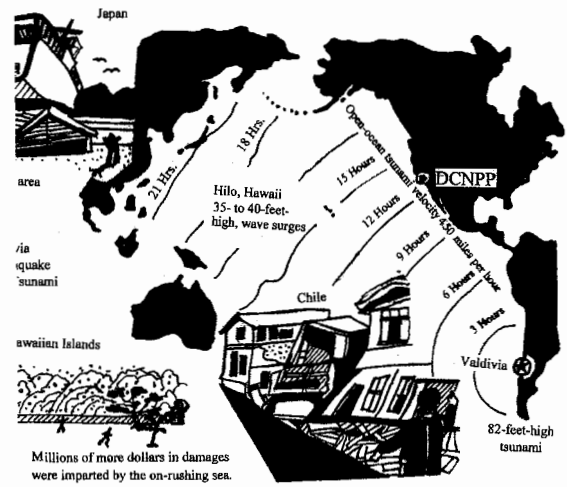 Japan
18 Hrs.
21 Hrs.
Open-ocean tsunami velocity 450 miles per hour
15 Hours
DCNPP
area
Hilo, Hawaii
35- to 40-feet-
high, wave surges
12 Hours
9 Hours
via
quake
tsunami
6 Hours
Chile
3 Hours
awaiian Islands
Valdivia
82-feet-high
tsunami
Millions of more dollars in damages
were imparted by the on-rushing sea.